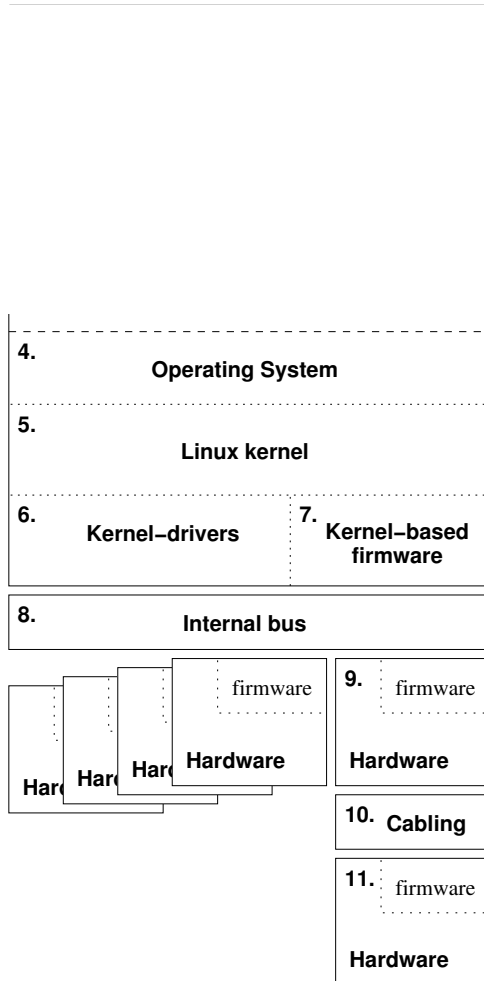 4.
Operating System
5.
Linux kernel
6.
Kernel–drivers
7.
Kernel–based
firmware
8.
Internal bus
firmware
Hardware
9.
firmware
Hardware
10.
Cabling
11.
firmware
Hardware